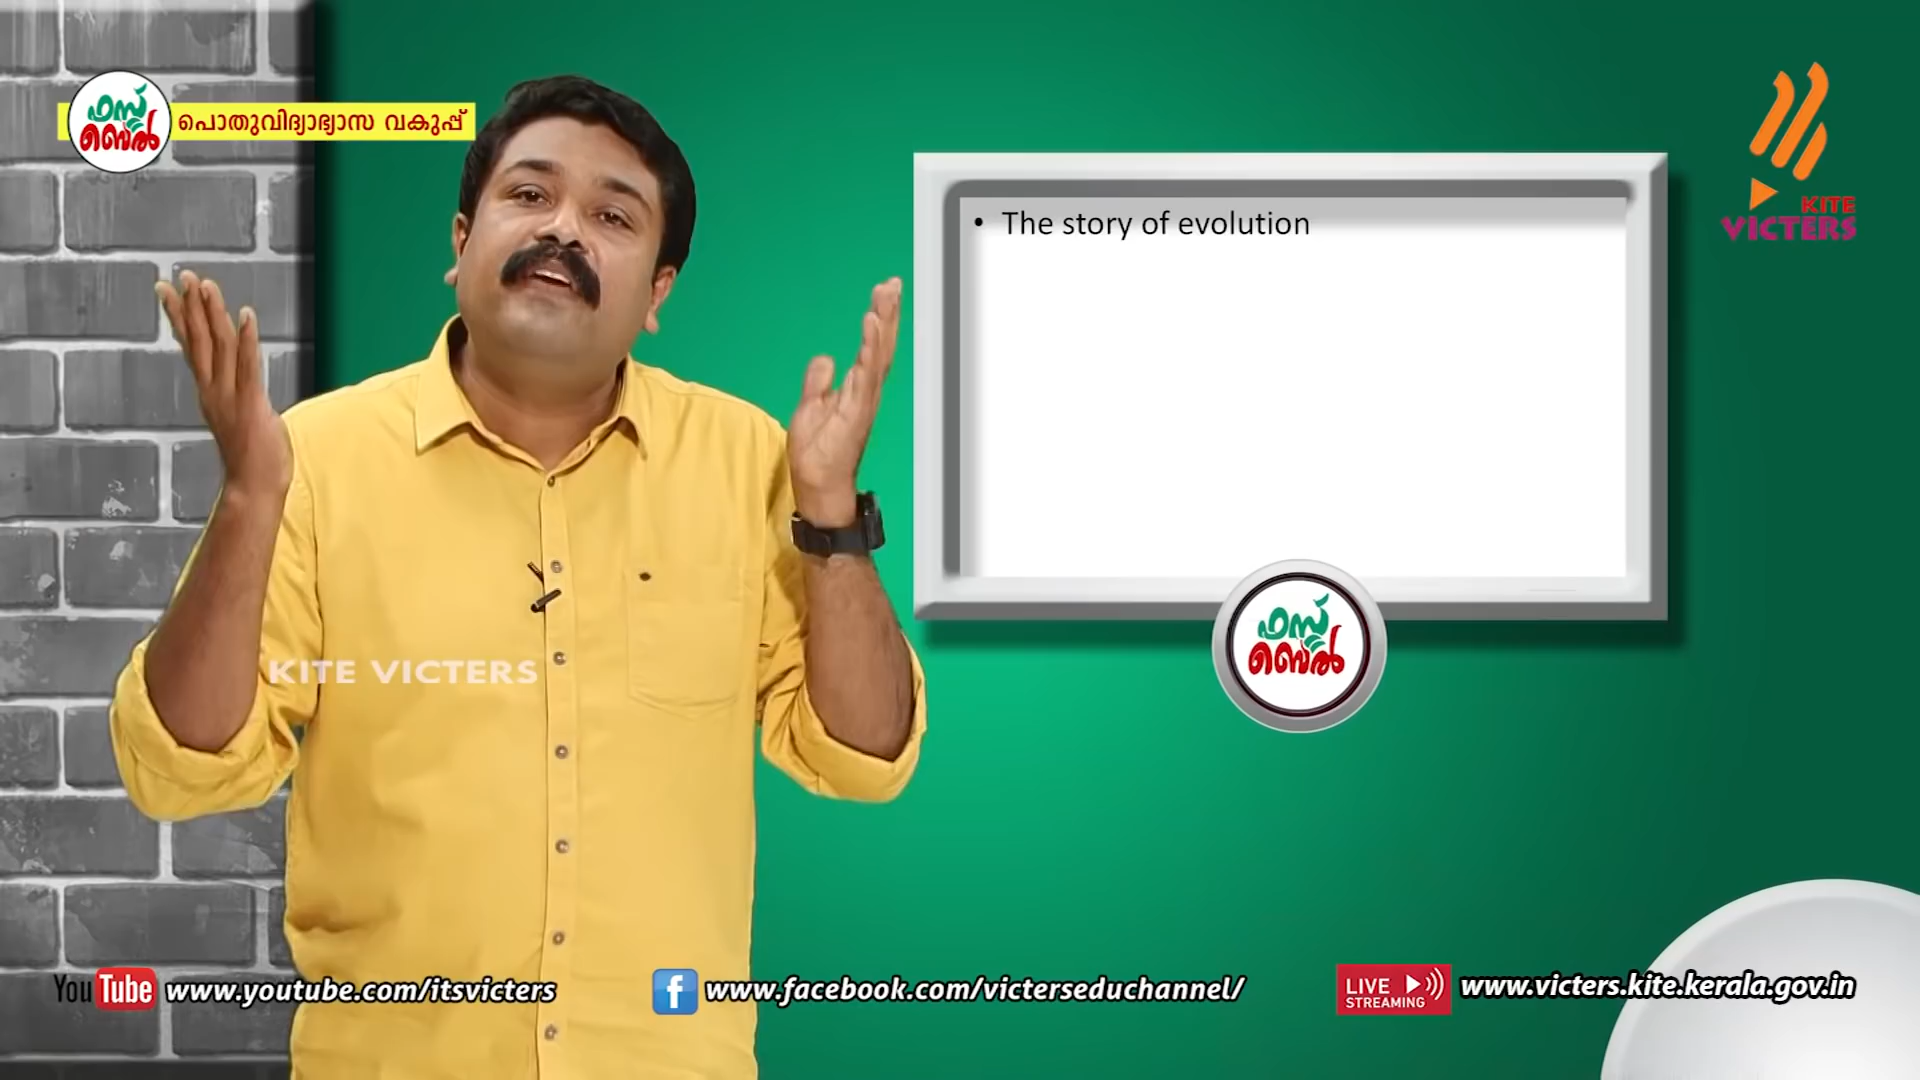 ഫസ്റ്റ്
ബെൽ
പൊതുവിദ്യാഭ്യാസ വകുപ്പ്
KITE
VICTERS
• The story of evolution
ഫസ്റ്റ്
ബെൽ
KITE VICTERS
YouTube www.youtube.com/itsvicters
f www.facebook.com/victerseduchannel/
LIVE STREAMING www.victers.kite.kerala.gov.in